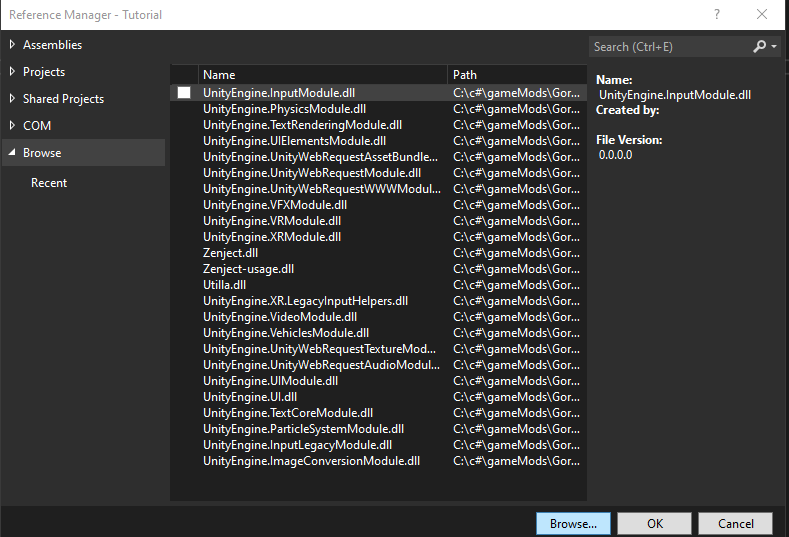 Reference Manager - Tutorial
Assemblies
Projects
Shared Projects
COM
Browse
Recent
Name Path
UnityEngine.InputModule.dll C:\c#\gameMods\Gor...
UnityEngine.PhysicsModule.dll C:\c#\gameMods\Gor...
UnityEngine.TextRenderingModule.dll C:\c#\gameMods\Gor...
UnityEngine.UIElementsModule.dll C:\c#\gameMods\Gor...
UnityEngine.UnityWebRequestAssetBundle... C:\c#\gameMods\Gor...
UnityEngine.UnityWebRequestModule.dll C:\c#\gameMods\Gor...
UnityEngine.UnityWebRequestWWWModul... C:\c#\gameMods\Gor...
UnityEngine.VFXModule.dll C:\c#\gameMods\Gor...
UnityEngine.VRModule.dll C:\c#\gameMods\Gor...
UnityEngine.XRModule.dll C:\c#\gameMods\Gor...
Zenject.dll C:\c#\gameMods\Gor...
Zenject-usage.dll C:\c#\gameMods\Gor...
Utilla.dll C:\c#\gameMods\Gor...
UnityEngine.XR.LegacyInputHelpers.dll C:\c#\gameMods\Gor...
UnityEngine.VideoModule.dll C:\c#\gameMods\Gor...
UnityEngine.VehiclesModule.dll C:\c#\gameMods\Gor...
UnityEngine.UnityWebRequestTextureMod... C:\c#\gameMods\Gor...
UnityEngine.UnityWebRequestAudioModul... C:\c#\gameMods\Gor...
UnityEngine.UIModule.dll C:\c#\gameMods\Gor...
UnityEngine.UI.dll C:\c#\gameMods\Gor...
UnityEngine.TextCoreModule.dll C:\c#\gameMods\Gor...
UnityEngine.ParticleSystemModule.dll C:\c#\gameMods\Gor...
UnityEngine.InputLegacyModule.dll C:\c#\gameMods\Gor...
UnityEngine.ImageConversionModule.dll C:\c#\gameMods\Gor...
Search (Ctrl+E)
Name:
UnityEngine.InputModule.dll
Created by:
File Version:
0.0.0.0
Browse... OK Cancel